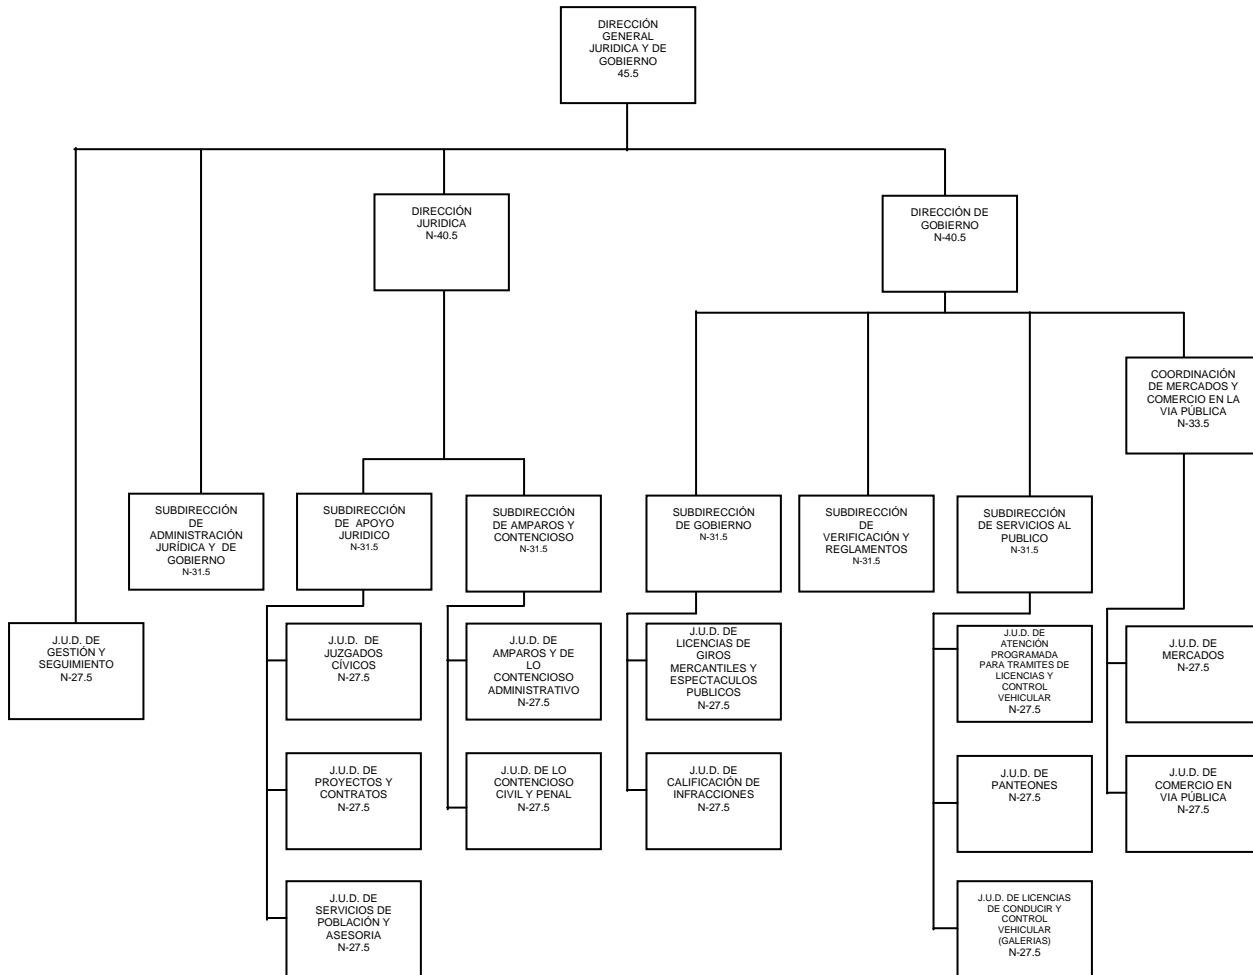 DIRECCIÓN
GENERAL
JURIDICA Y DE
GOBIERNO
45.5
DIRECCIÓN
JURIDICA
N-40.5
DIRECCIÓN DE
GOBIERNO
N-40.5
COORDINACIÓN
DE MERCADOS Y
COMERCIO EN LA
VIA PÚBLICA
N-33.5
SUBDIRECCIÓN
DE
ADMINISTRACIÓN
JURÍDICA Y DE
GOBIERNO
N-31.5
SUBDIRECCIÓN
DE APOYO
JURIDICO
N-31.5
SUBDIRECCIÓN
DE AMPAROS Y
CONTENCIOSO
N-31.5
SUBDIRECCIÓN
DE GOBIERNO
N-31.5
SUBDIRECCIÓN
DE
VERIFICACIÓN Y
REGLAMENTOS
N-31.5
SUBDIRECCIÓN
DE SERVICIOS AL
PUBLICO
N-31.5
J.U.D. DE
GESTIÓN Y
SEGUIMIENTO
N-27.5
J.U.D. DE
JUZGADOS
CÍVICOS
N-27.5
J.U.D. DE
AMPAROS Y DE
LO
CONTENCIOSO
ADMINISTRATIVO
N-27.5
J.U.D. DE
LICENCIAS DE
GIROS
MERCANTILES Y
ESPECTACULOS
PUBLICOS
N-27.5
J.U.D. DE
ATENCIÓN
PROGRAMADA
PARA TRAMITES DE
LICENCIAS Y
CONTROL
VEHICULAR
N-27.5
J.U.D. DE
MERCADOS
N-27.5
J.U.D. DE
PROYECTOS Y
CONTRATOS
N-27.5
J.U.D. DE LO
CONTENCIOSO
CIVIL Y PENAL
N-27.5
J.U.D. DE
CALIFICACIÓN DE
INFRACCIONES
N-27.5
J.U.D. DE
PANTEONES
N-27.5
J.U.D. DE
COMERCIO EN
VIA PÚBLICA
N-27.5
J.U.D. DE
SERVICIOS DE
POBLACIÓN Y
ASESORIA
N-27.5
J.U.D. DE LICENCIAS
DE CONDUCIR Y
CONTROL
VEHICULAR
(GALERIAS)
N-27.5